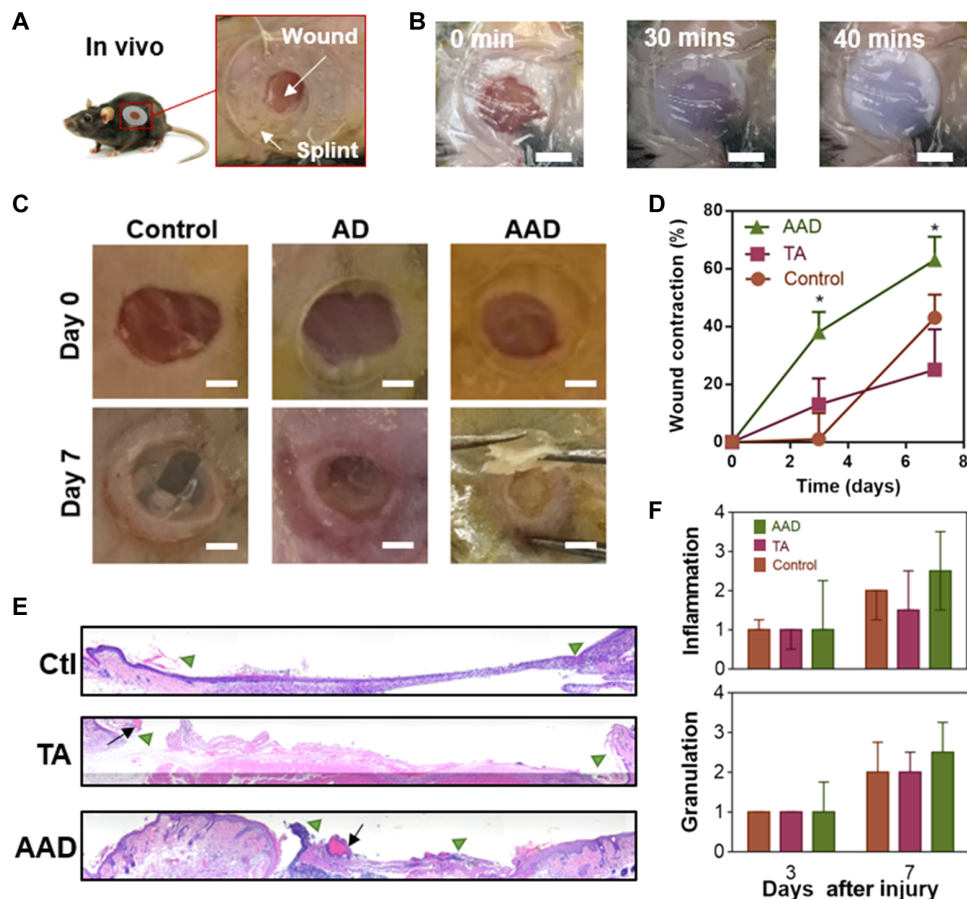 A
In vivo
Wound
Splint
B
0 min
30 mins
40 mins
C
Control
AD
AAD
Day 0
Day 7
D
Wound contraction (%)
80
60
40
20
0
AAD
TA
Control
*
*
0
2
4
6
8
Time (days)
E
Ctl
TA
AAD
F
Inflammation
4
3
2
1
AAD
TA
Control
Granulation
4
3
2
1
3
7
Days after injury